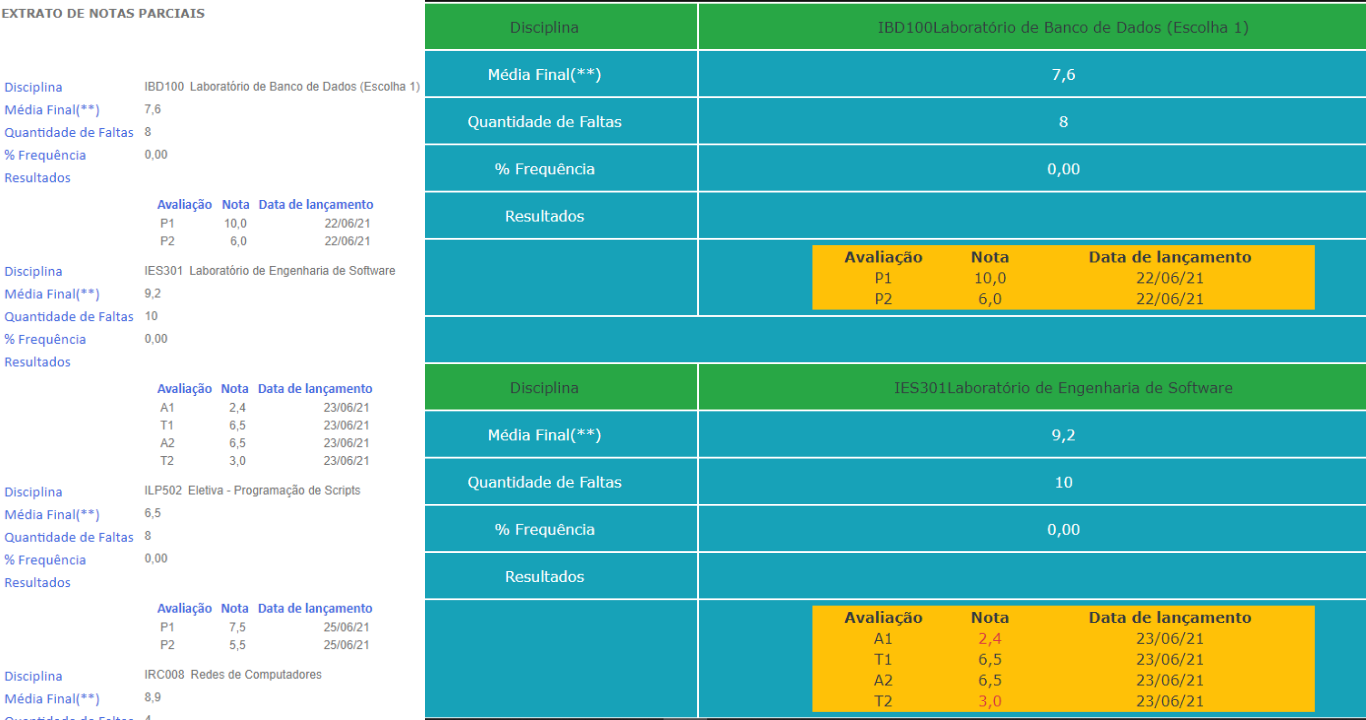 EXTRATO DE NOTAS PARCIAIS
Disciplina IBD100 Laboratório de Banco de Dados (Escolha 1)
Média Final(**) 7,6
Quantidade de Faltas 8
% Frequência 0,00
Resultados
Avaliação Nota Data de lançamento
P1 10,0 22/06/21
P2 6,0 22/06/21
Disciplina IES301 Laboratório de Engenharia de Software
Média Final(**) 9,2
Quantidade de Faltas 10
% Frequência 0,00
Resultados
Avaliação Nota Data de lançamento
A1 2,4 23/06/21
T1 6,5 23/06/21
A2 6,5 23/06/21
T2 3,0 23/06/21
Disciplina ILP502 Eletiva - Programação de Scripts
Média Final(**) 6,5
Quantidade de Faltas 8
% Frequência 0,00
Resultados
Avaliação Nota Data de lançamento
P1 7,5 25/06/21
P2 5,5 25/06/21
Disciplina IRC008 Redes de Computadores
Média Final(**) 8,9
Quantidade de Faltas 4
Disciplina IBD100Laboratório de Banco de Dados (Escolha 1)
Média Final(**) 7,6
Quantidade de Faltas 8
% Frequência 0,00
Resultados
Avaliação Nota Data de lançamento
P1 10,0 22/06/21
P2 6,0 22/06/21
Disciplina IES301Laboratório de Engenharia de Software
Média Final(**) 9,2
Quantidade de Faltas 10
% Frequência 0,00
Resultados
Avaliação Nota Data de lançamento
A1 2,4 23/06/21
T1 6,5 23/06/21
A2 6,5 23/06/21
T2 3,0 23/06/21